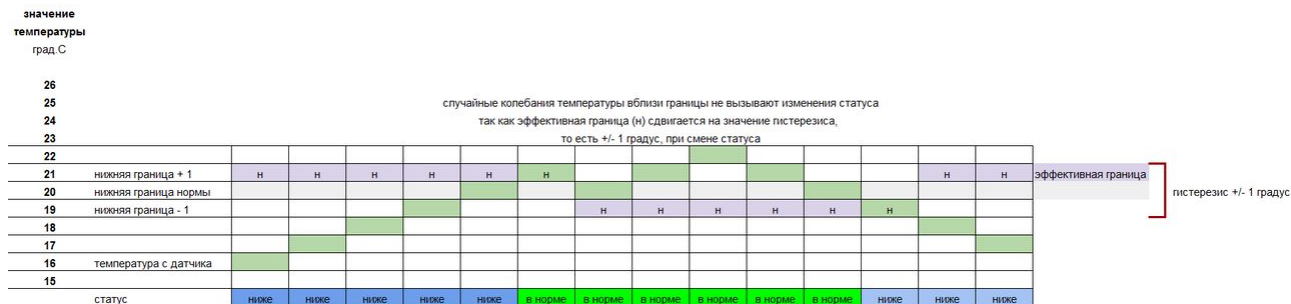 значение
температуры
град.С
26
25 случайные колебания температуры вблизи границы не вызывают изменения статуса
24 так как эффективная граница (н) сдвигается на значение гистерезиса,
23 то есть +/- 1 градус, при смене статуса
22
21 нижняя граница + 1 н н н н н н н н эффективная граница
20 нижняя граница нормы гистерезис +/- 1 градус
19 нижняя граница - 1 н н н н н н
18
17
16 температура с датчика
15
статус ниже ниже ниже ниже ниже в норме в норме в норме в норме в норме в норме ниже ниже ниже